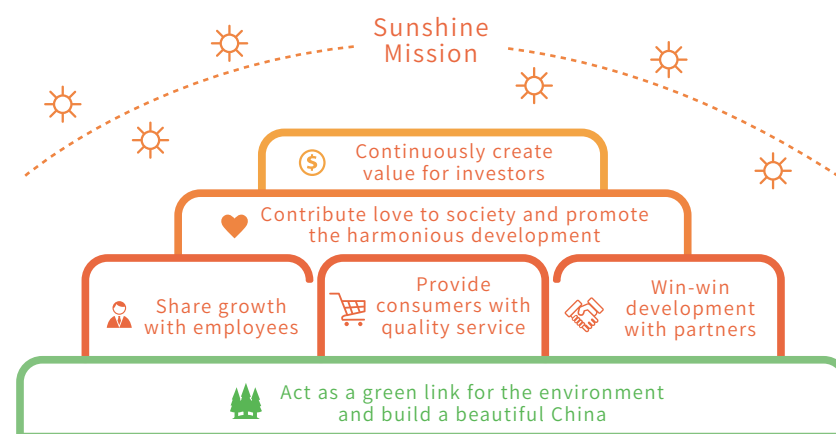 Sunshine
Mission
Continuously create
value for investors
Contribute love to society and promote
the harmonious development
Share growth
with employees
Provide
consumers with
quality service
Win-win
development
with partners
Act as a green link for the environment
and build a beautiful China